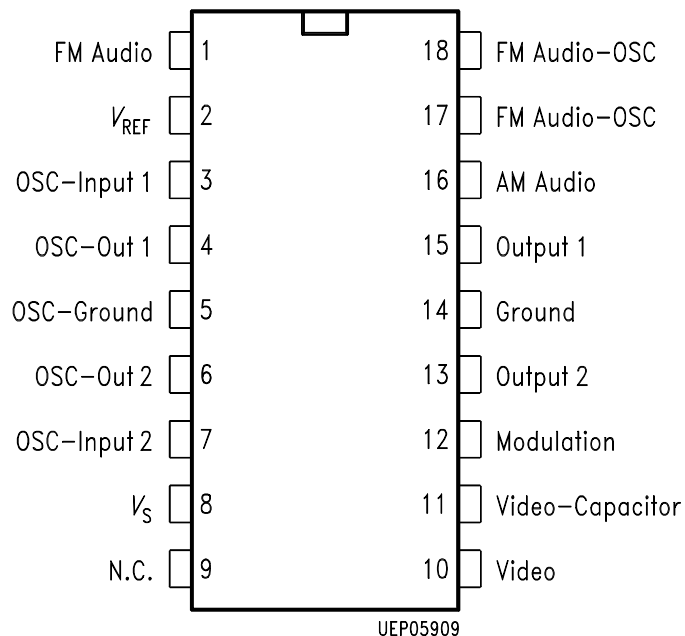 FM Audio 1 18 FM Audio-OSC
VREF 2 17 FM Audio-OSC
OSC-Input 1 3 16 AM Audio
OSC-Out 1 4 15 Output 1
OSC-Ground 5 14 Ground
OSC-Out 2 6 13 Output 2
OSC-Input 2 7 12 Modulation
VS 8 11 Video-Capacitor
N.C. 9 10 Video
UEP05909